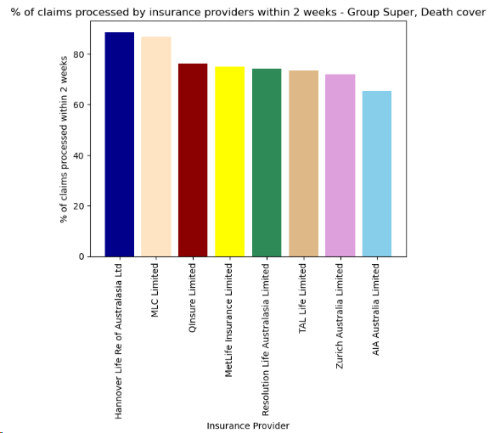 % of claims processed by insurance providers within 2 weeks - Group Super, Death cover
% of claims processed within 2 weeks
80
60
40
20
0
Hannover Life Re of Australasia Ltd
MLC Limited
QInsure Limited
MetLife Insurance Limited
Resolution Life Australasia Limited
TAL Life Limited
Zurich Australia Limited
AIA Australia Limited
Insurance Provider